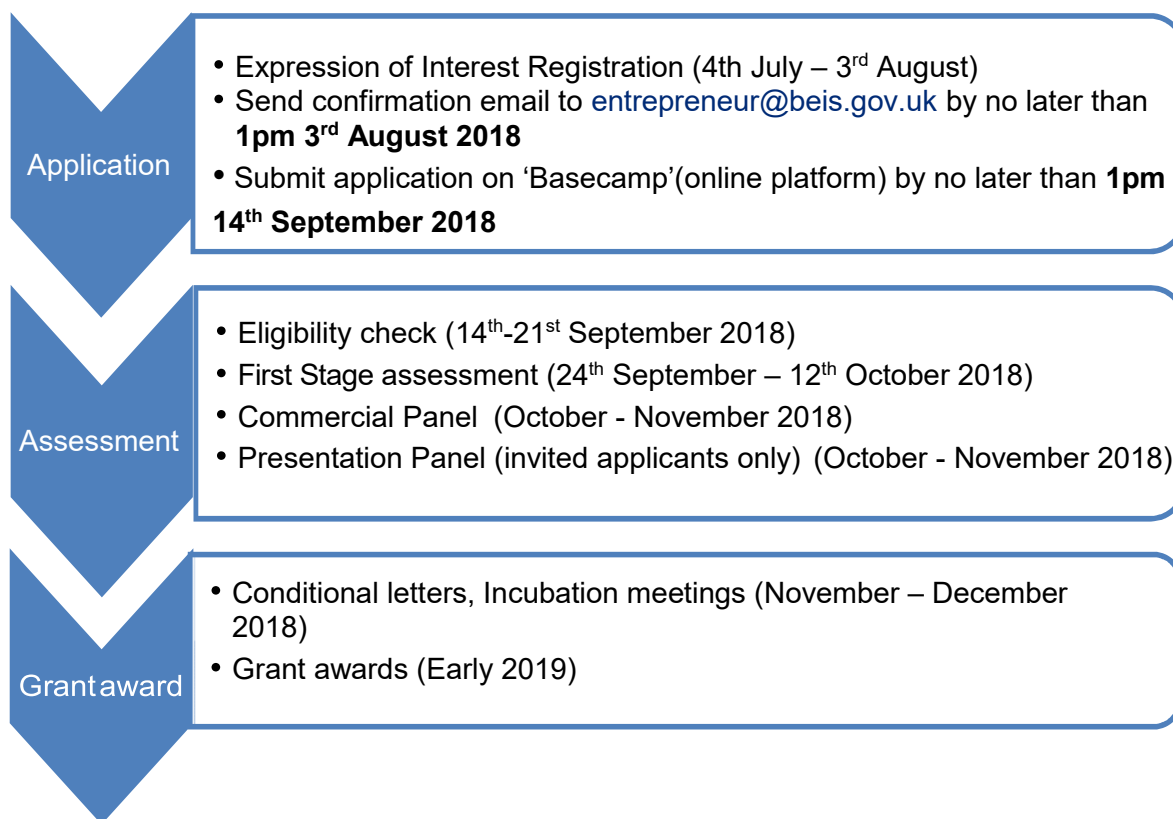 Application
• Expression of Interest Registration (4th July – 3rd August)
• Send confirmation email to entrepreneur@beis.gov.uk by no later than
1pm 3rd August 2018
• Submit application on ‘Basecamp’(online platform) by no later than 1pm
14th September 2018
Assessment
• Eligibility check (14th-21st September 2018)
• First Stage assessment (24th September – 12th October 2018)
• Commercial Panel (October - November 2018)
• Presentation Panel (invited applicants only) (October - November 2018)
Grant award
• Conditional letters, Incubation meetings (November – December
2018)
• Grant awards (Early 2019)